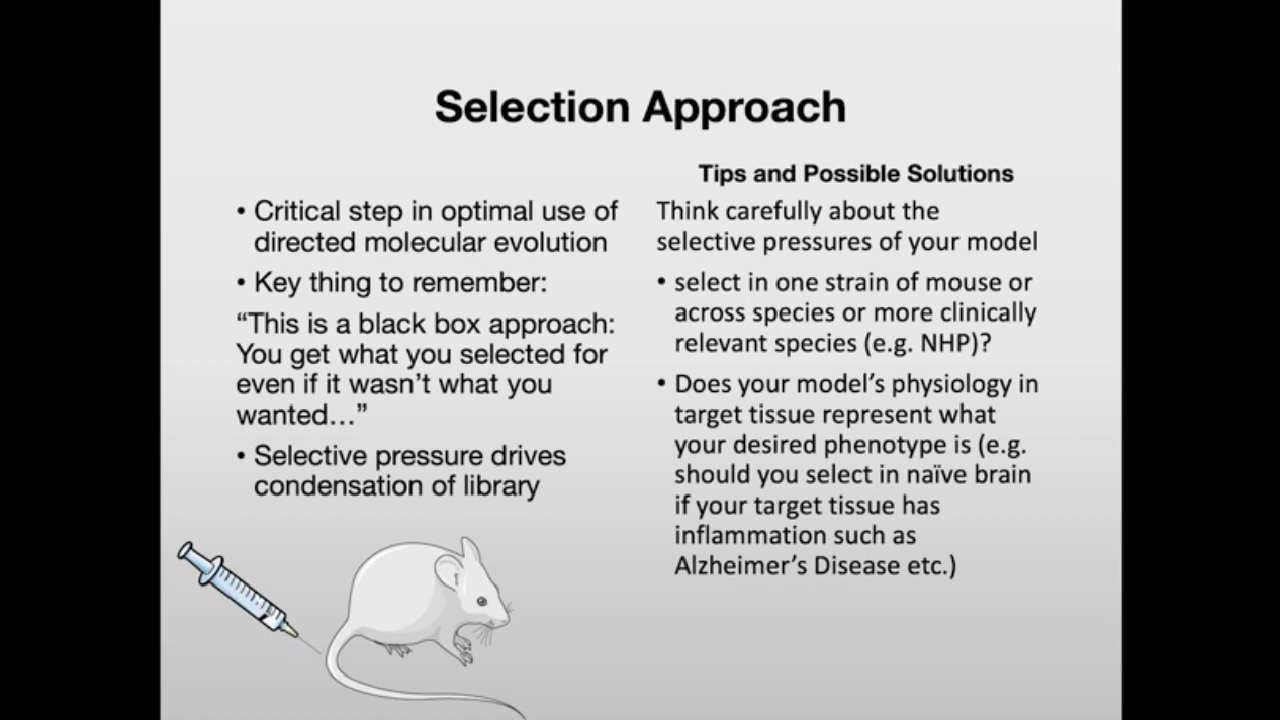 Selection Approach
• Critical step in optimal use of
directed molecular evolution
• Key thing to remember:
“This is a black box approach:
You get what you selected for
even if it wasn’t what you
wanted…”
• Selective pressure drives
condensation of library
Tips and Possible Solutions
Think carefully about the
selective pressures of your model
• select in one strain of mouse or
across species or more clinically
relevant species (e.g. NHP)?
• Does your model’s physiology in
target tissue represent what
your desired phenotype is (e.g.
should you select in naïve brain
if your target tissue has
inflammation such as
Alzheimer’s Disease etc.)